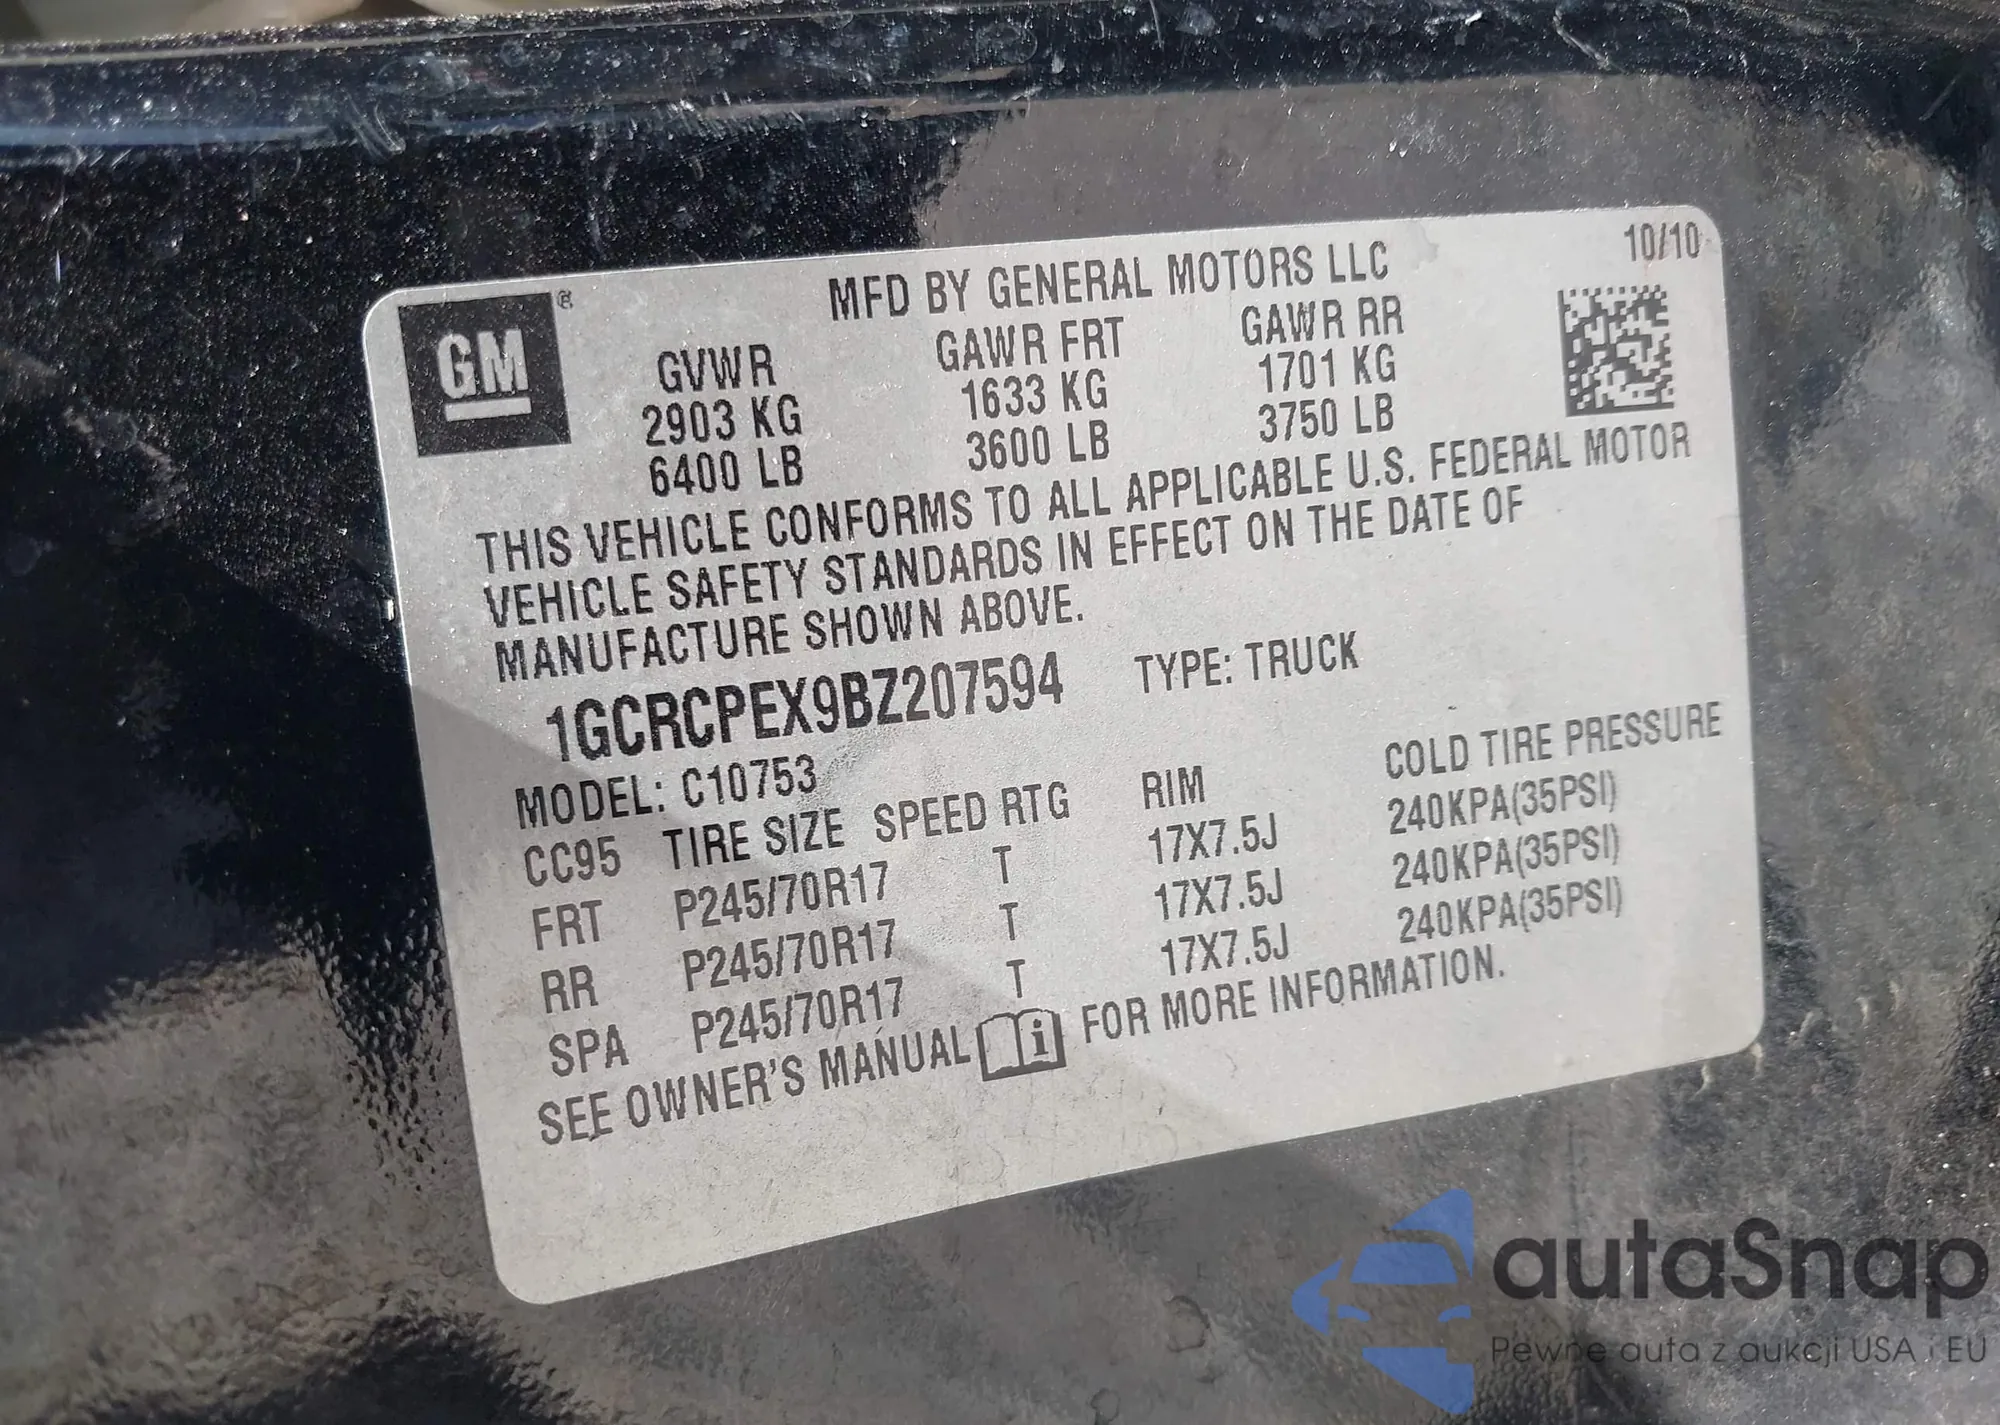 10/10
MFD BY GENERAL MOTORS LLC
GM ®
GVWR GAWR FRT GAWR RR
2903 KG 1633 KG 1701 KG
6400 LB 3600 LB 3750 LB
THIS VEHICLE CONFORMS TO ALL APPLICABLE U.S. FEDERAL MOTOR
VEHICLE SAFETY STANDARDS IN EFFECT ON THE DATE OF
MANUFACTURE SHOWN ABOVE.
1GCRCPEX9BZ207594 TYPE: TRUCK
MODEL: C10753
CC95 TIRE SIZE SPEED RTG RIM COLD TIRE PRESSURE
FRT P245/70R17 T 17X7.5J 240KPA(35PSI)
RR P245/70R17 T 17X7.5J 240KPA(35PSI)
SPA P245/70R17 T 17X7.5J 240KPA(35PSI)
SEE OWNER'S MANUAL i FOR MORE INFORMATION.
autaSnap
Pewne auta z aukcji USA i EU